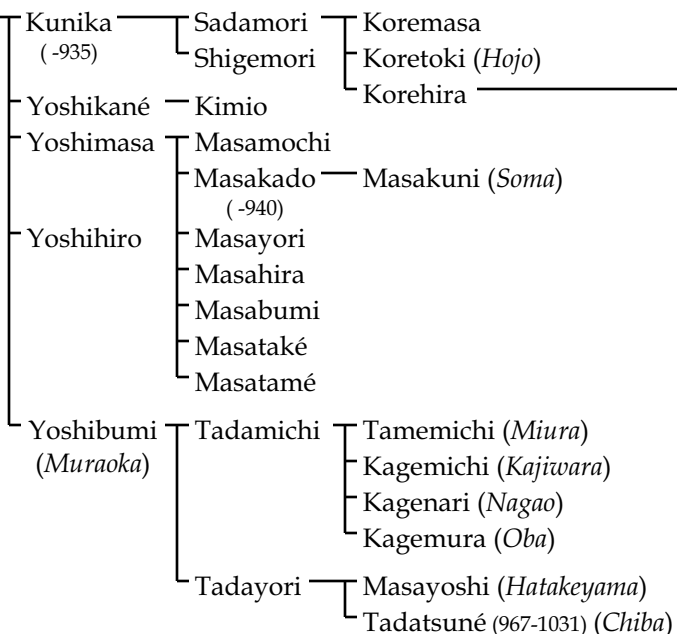 Kunika Sadamori Koremasa
( -935) Shigemori Koretoki (Hojo)
Korehira
Yoshikané Kimio
Yoshimasa Masamochi
Masakado Masakuni (Soma)
( -940)
Yoshihiro Masayori
Masahira
Masabumi
Masataké
Masatamé
Yoshibumi Tadamichi Tamemichi (Miura)
(Muraoka) Kagemichi (Kajiwara)
Kagenari (Nagao)
Kagemura (Oba)
Tadayori Masayoshi (Hatakeyama)
Tadatsuné (967-1031) (Chiba)